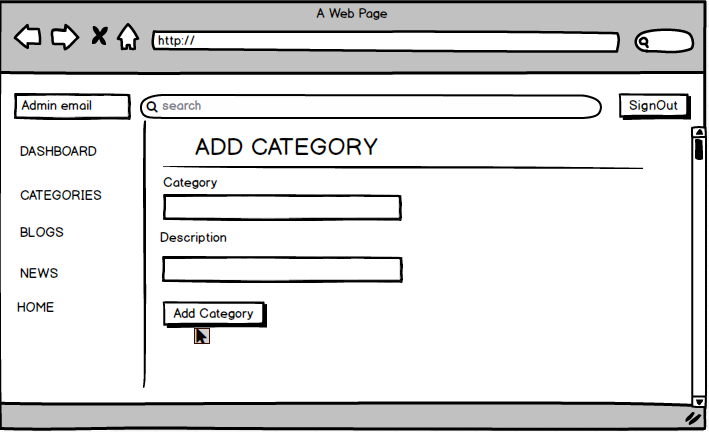 A Web Page
http://
Admin email
search
SignOut
DASHBOARD
CATEGORIES
BLOGS
NEWS
HOME
ADD CATEGORY
Category
Description
Add Category